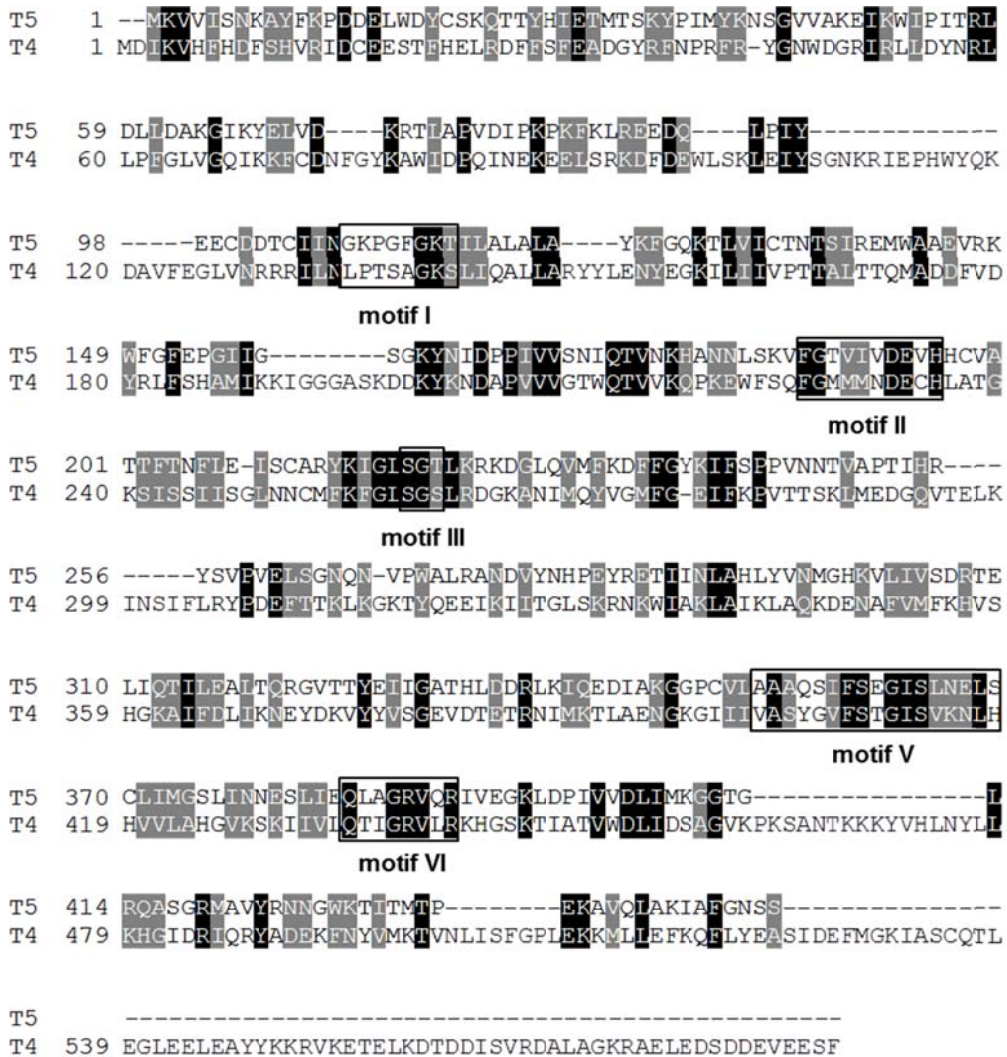 T5 1 --MKVVISNKAYFKPDDELWDYCSKQTTYHIETMTSKYPIMYKNSGVVAKEIKWIPITRL
T4 1 MDIKVHFHDFSHVRIDCEESTFHELRDFFSFEADGYRFNPRFR-YGNWDGRIRLLDYNRL
T5 59 DLLDAKGIKYELVD----KRTLAPVDIPKPKFKLREEDQ----LPIY-------------
T4 60 LPFGLVGQIKKFCDNFGYKAWIDPQINEKEELSRKDFDEWLSKLEIYSGNKRIEPHWYQK
T5 98 -----EECDDTCIINGKPGFGKTILALALA----YKFGQKTLVICTNTSIREMWAAEVRK
T4 120 DAVFEGLVNRRRILNLPTSAGKSLIQALLARYYLENYEGKILIIVPTTALTTQMADDFVD
motif I
T5 149 WFGFEPGIIG--------SGKYNIDPPIVVSNIQTVNKHANNLSKVFGTVIVDEVHHCVA
T4 180 YRLFSHAMIKKIGGGASKDDKYKNDAPVVVGTWQTVVKQPKEWFSQFGMMMNDECHLATG
motif II
T5 201 TTFTNFLE-ISCARYKIGLSGTLKRKDGLQVMFKDFFGYKIFSPPVNNTVAPTIHR----
T4 240 KSISSIISGLNNCMFKFGLSGSLRDGKANIMQYVGMFG-EIFKPVTTSKLMEDGQVTELK
motif III
T5 256 -----YSVPVELSGNQN-VPWALRANDVYNHPEYRETIINLAHLYVNMGHKVLIVSDRTE
T4 299 INSIFLRYPDEFTTKLKGKTYQEEIKIITGLSKRNKWIAKLAIKLAQKDENAFVMFKHVS
T5 310 LIQTILEALTQRGVTTYEIIGATHLDDRLKIQEDIAKGGPCVLAAAQSIFSEGISLNELS
T4 359 HGKAIFDLIKNEYDKVYYVSGEVDTETRNIMKTLAENGKGIIIVASYGVFSTGISVKNLH
motif V
T5 370 CLIMGSLINNESLIEQLAGRVQRIVEGKLDPIVVDLIMKGGTG----------------L
T4 419 HVVLAHGVKSKIIVLQTIGRVLRKHGSKTIATVWDLIDSAGVKPKSANTKKKYVHLNYLL
motif VI
T5 414 RQASGRMAVYRNNGWKTITMTP--------EKAVQLAKIAFGNSS---------------
T4 479 KHGIDRIQRYADEKFNYVMKTVNLISFGPLEKKMLLEFKQFLYEASIDEFMGKIASCQTL
T5 ------------------------------------------------
T4 539 EGLEELEAYYKKRVKETELKDTDDISVRDALAGKRAELEDSDDEVEESF